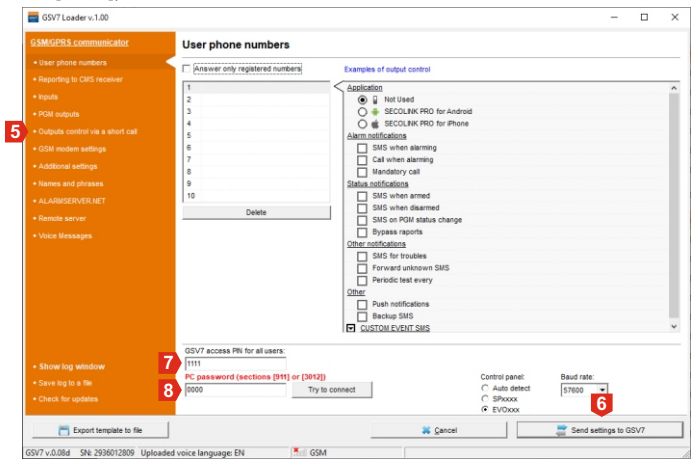 GSV7 Loader v.1.00
GSM/GPRS communicator
• User phone numbers
• Reporting to CMS receiver
• Inputs
• PGM outputs
5
• Outputs control via a short call
• GSM modem settings
• Additional settings
• Names and phrases
• ALARMSERVER.NET
• Remote server
• Voice Messages
• Show log window
• Save log to a file
• Check for updates
User phone numbers
Answer only registered numbers
1
2
3
4
5
6
7
8
9
10
Delete
Examples of output control
Application
Not Used
SECOLINK PRO for Android
SECOLINK PRO for iPhone
Alarm notifications
SMS when alarming
Call when alarming
Mandatory call
Status notifications
SMS when armed
SMS when disarmed
SMS on PGM status change
Bypass raports
Other notifications
SMS for troubles
Forward unknown SMS
Periodic test every
Other
Push notifications
Backup SMS
CUSTOM EVENT SMS
GSV7 access PIN for all users:
7
1111
PC password (sections [911] or [3012])
8
0000
Try to connect
Control panel:
Auto detect
SPxxxx
EVOxxx
Baud rate:
57600
6
Export template to file
Cancel
Send settings to GSV7
GSV7 v.0.08d SN: 2936012809 Uploaded voice language: EN
GSM